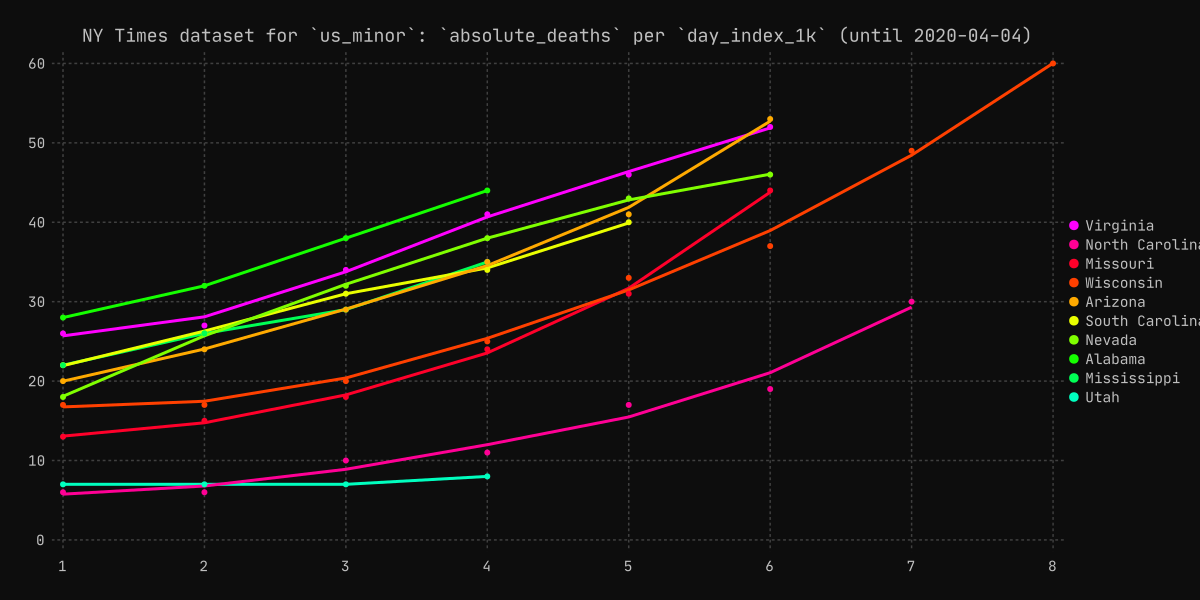 NY Times dataset for `us_minor`: `absolute_deaths` per `day_index_1k` (until 2020-04-04)
60
50
40
30
20
10
0
1 2 3 4 5 6 7 8
Virginia
North Carolina
Missouri
Wisconsin
Arizona
South Carolina
Nevada
Alabama
Mississippi
Utah